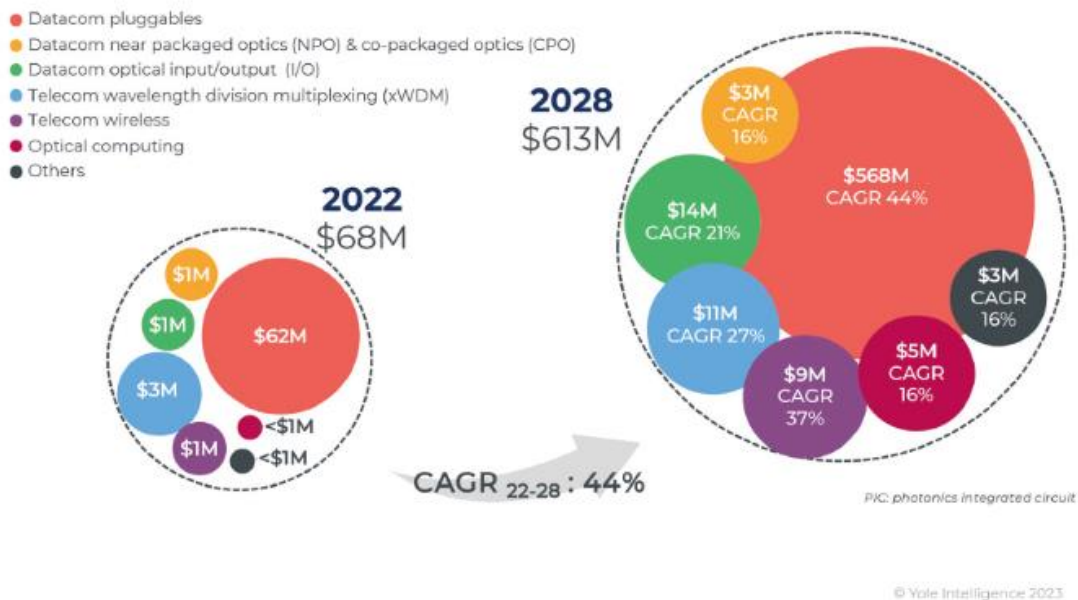 Datacom pluggables
Datacom near packaged optics (NPO) & co-packaged optics (CPO)
Datacom optical input/output (I/O)
Telecom wavelength division multiplexing (xWDM)
Telecom wireless
Optical computing
Others
2022
$68M
$1M
$1M
$62M
$3M
$1M
<$1M
<$1M
2028
$613M
$3M
CAGR
16%
$568M
CAGR 44%
$14M
CAGR 21%
$11M
CAGR 27%
$9M
CAGR
37%
$5M
CAGR
16%
$3M
CAGR
16%
CAGR 22-28 : 44%
PIC: photonics integrated circuit
© Yole Intelligence 2023